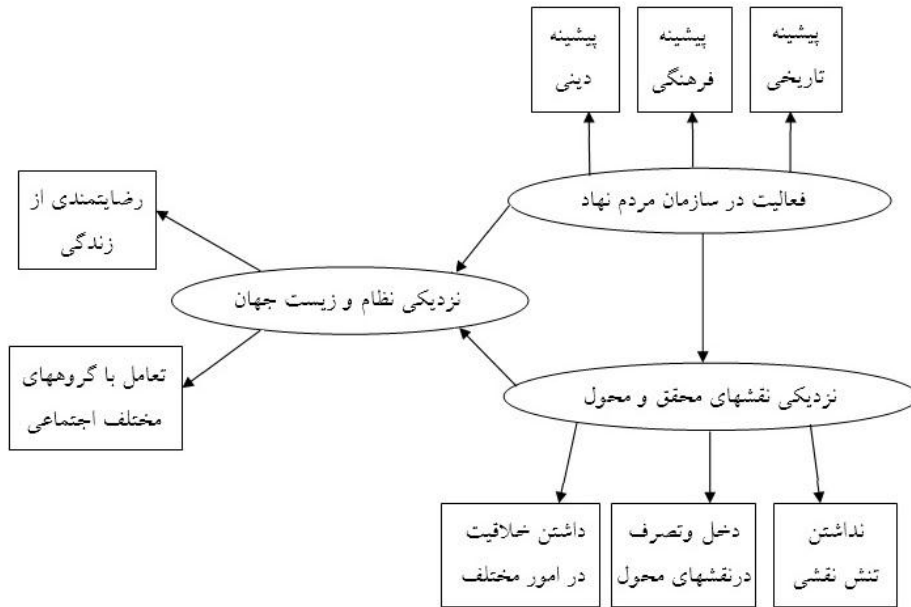 پیشینه
تاریخی
پیشینه
فرهنگی
پیشینه
دینی
فعالیت در سازمان مردم نهاد
رضایتمندی از
زندگی
نزدیکی نظام و زیست جهان
تعامل با گروههای
مختلف اجتماعی
نزدیکی نقشهای محقق و محول
نداشتن
تنش نقشی
دخل وتصرف
درنقشهای محول
داشتن خلاقیت
در امور مختلف